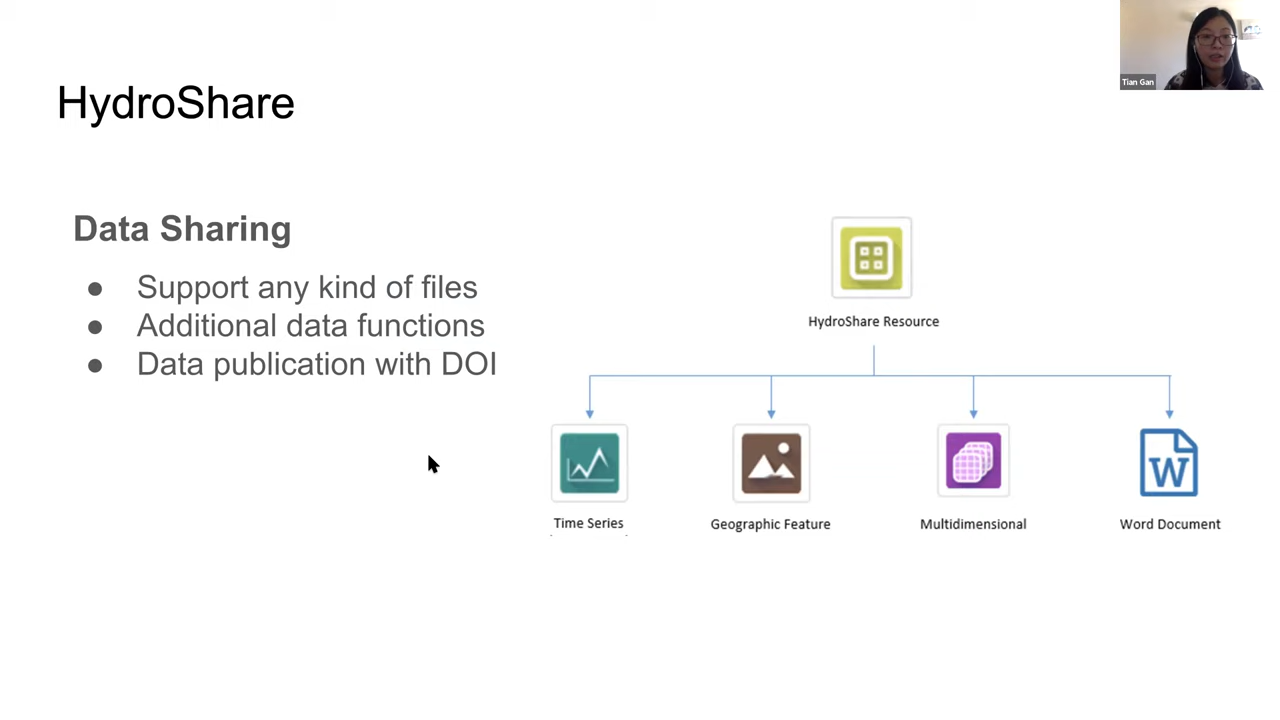 Tian Gan
HydroShare
Data Sharing
● Support any kind of files
● Additional data functions
● Data publication with DOI
HydroShare Resource
Time Series
Geographic Feature
Multidimensional
Word Document
W